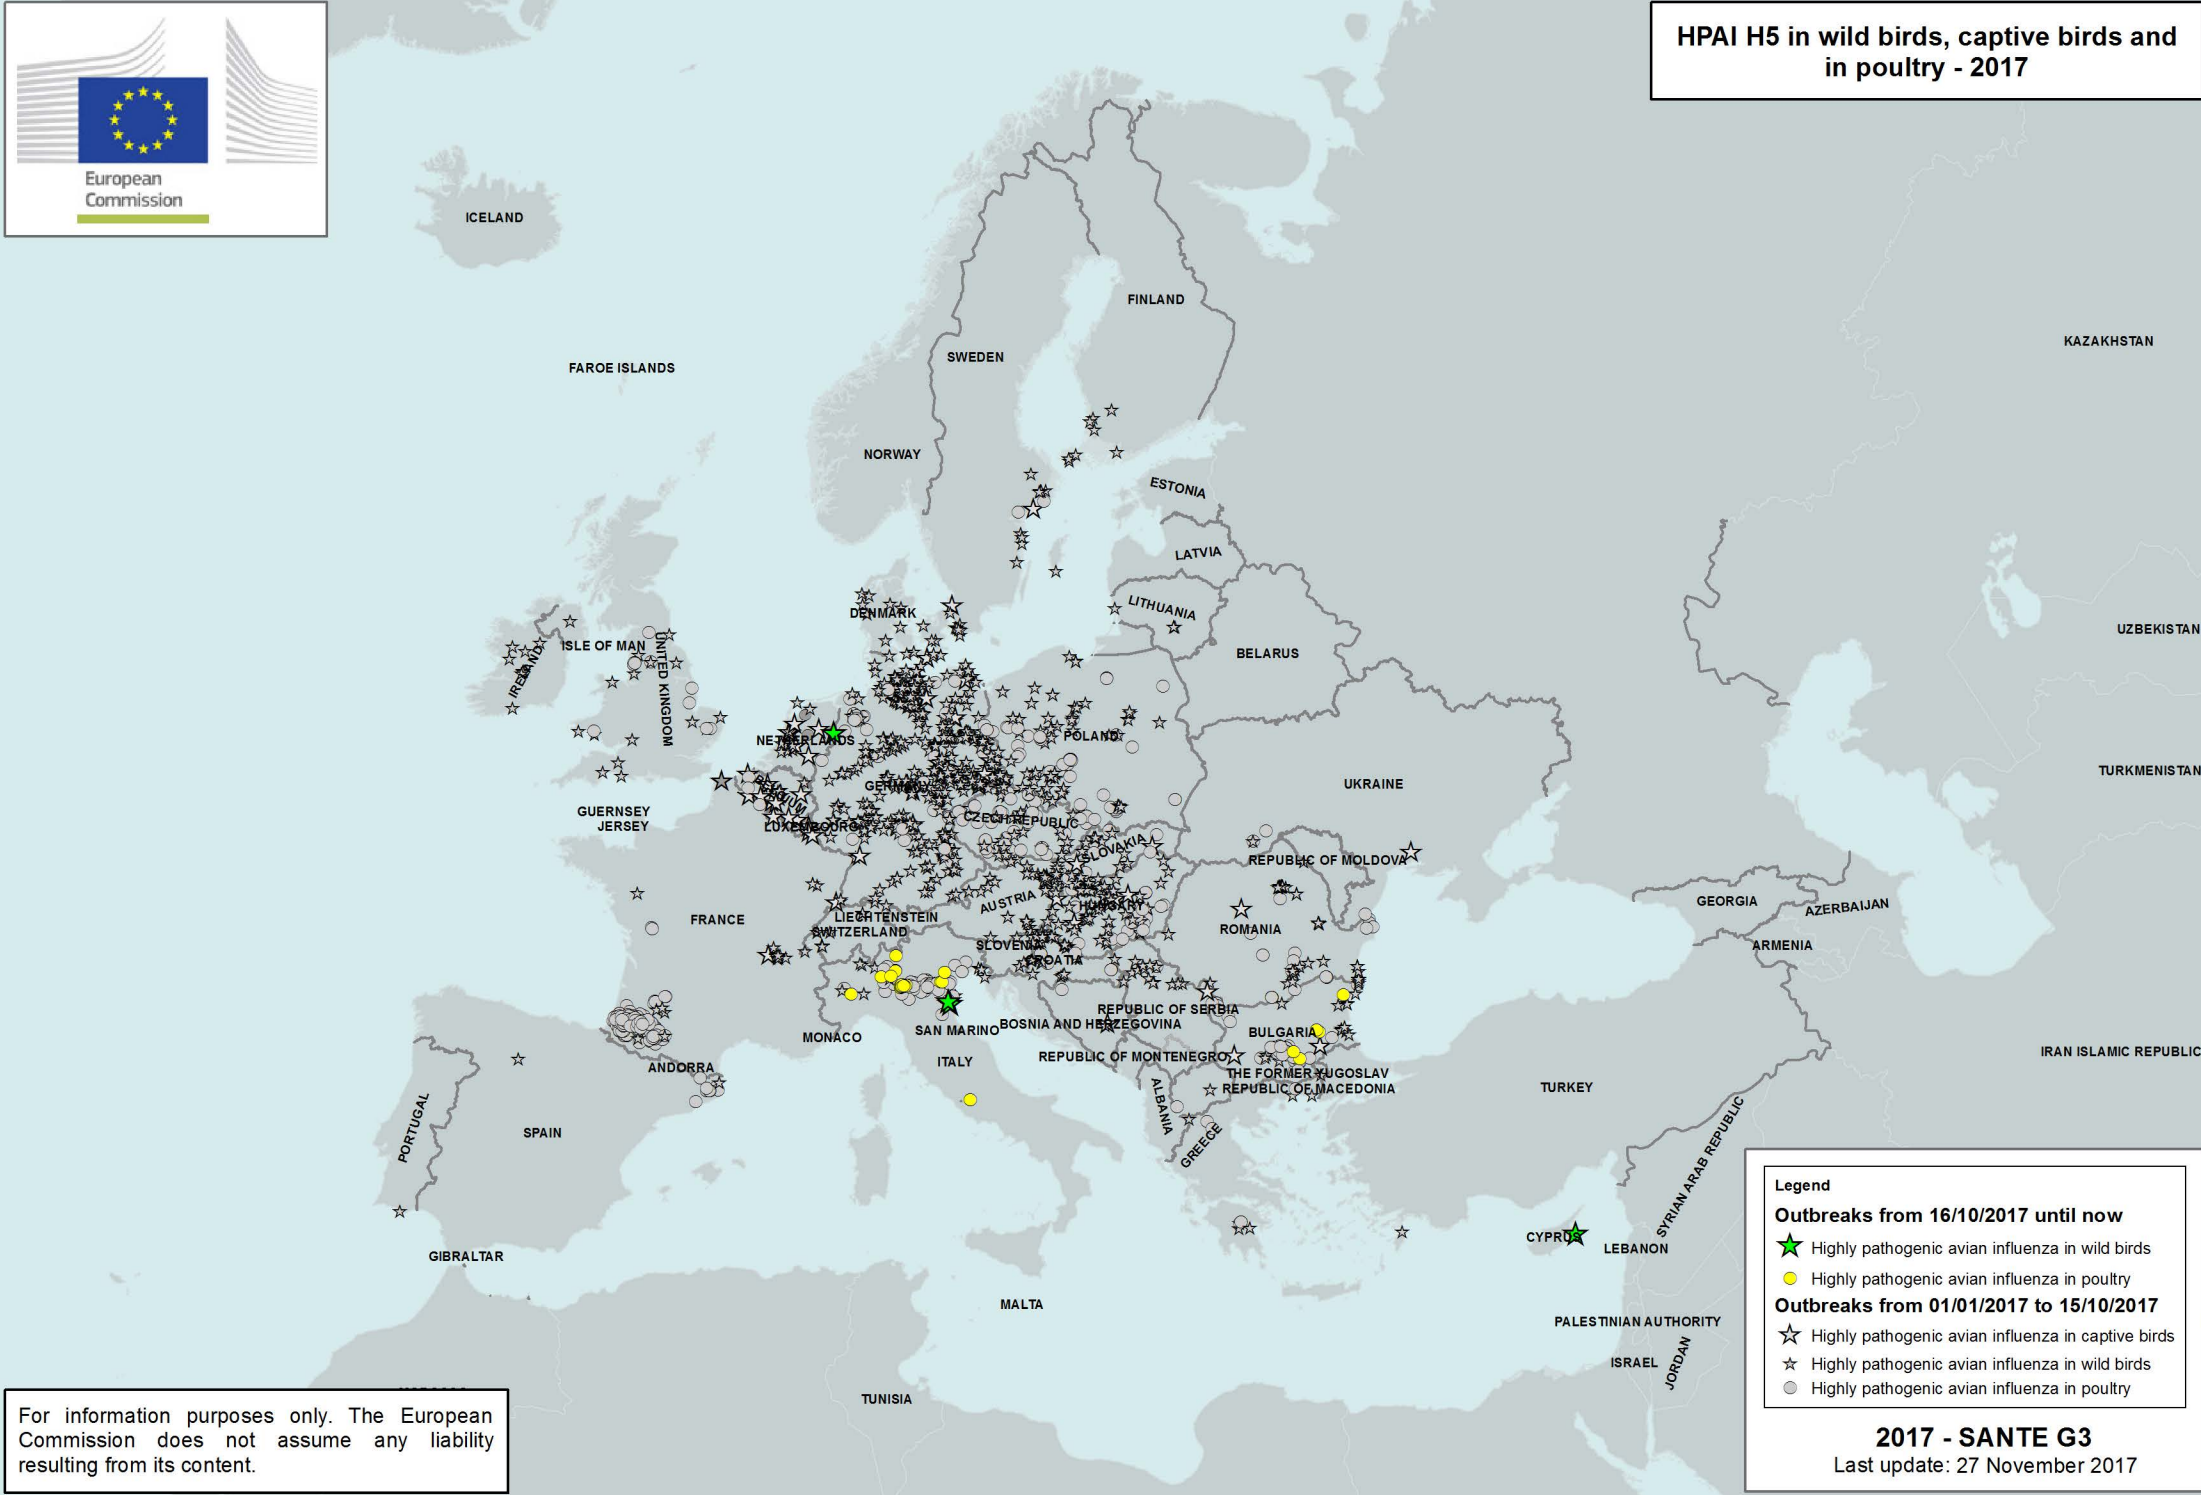 European
Commission
HPAI H5 in wild birds, captive birds and
in poultry - 2017
ICELAND
FINLAND
KAZAKHSTAN
SWEDEN
FAROE ISLANDS
NORWAY
ESTONIA
LATVIA
LITHUANIA
DENMARK
UZBEKISTAN
ISLE OF MAN
IRELAND
UNITED KINGDOM
BELARUS
NETHERLANDS
POLAND
TURKMENISTAN
BELGIUM
GERMANY
UKRAINE
GUERNSEY
JERSEY
LUXEMBOURG
CZECH REPUBLIC
SLOVAKIA
REPUBLIC OF MOLDOVA
AUSTRIA
HUNGARY
GEORGIA
AZERBAIJAN
FRANCE
LIECHTENSTEIN
SWITZERLAND
ROMANIA
SLOVENIA
ARMENIA
CROATIA
REPUBLIC OF SERBIA
BOSNIA AND HERZEGOVINA
SAN MARINO
MONACO
BULGARIA
ITALY
REPUBLIC OF MONTENEGRO
IRAN ISLAMIC REPUBLIC
ANDORRA
THE FORMER YUGOSLAV
REPUBLIC OF MACEDONIA
TURKEY
ALBANIA
PORTUGAL
SPAIN
GREECE
SYRIAN ARAB REPUBLIC
CYPRUS
LEBANON
GIBRALTAR
MALTA
PALESTINIAN AUTHORITY
ISRAEL
JORDAN
TUNISIA
Legend
Outbreaks from 16/10/2017 until now
Highly pathogenic avian influenza in wild birds
Highly pathogenic avian influenza in poultry
Outbreaks from 01/01/2017 to 15/10/2017
Highly pathogenic avian influenza in captive birds
Highly pathogenic avian influenza in wild birds
Highly pathogenic avian influenza in poultry
2017 - SANTE G3
Last update: 27 November 2017
For information purposes only. The European
Commission does not assume any liability
resulting from its content.